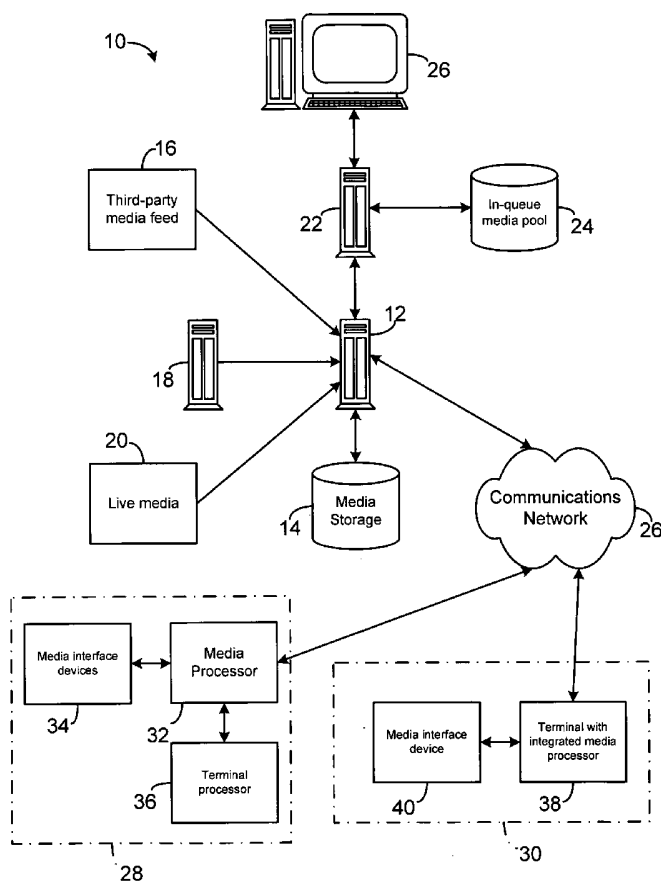 10
26
16
Third-party
media feed
22
In-queue
media pool
24
12
18
20
Live media
14
Media
Storage
Communications
Network
26
Media interface
devices
34
Media
Processor
32
36
Terminal
processor
28
Media interface
device
40
Terminal with
integrated media
processor
38
30